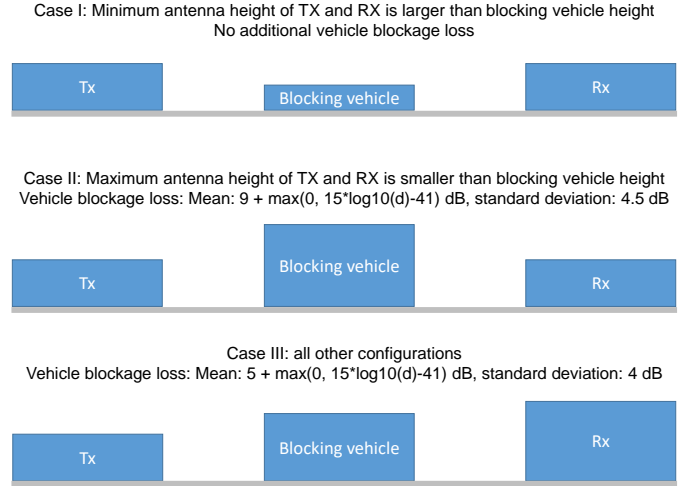 Case I: Minimum antenna height of TX and RX is larger than blocking vehicle height
No additional vehicle blockage loss
Tx
Blocking vehicle
Rx
Case II: Maximum antenna height of TX and RX is smaller than blocking vehicle height
Vehicle blockage loss: Mean: 9 + max(0, 15*log10(d)-41) dB, standard deviation: 4.5 dB
Tx
Blocking vehicle
Rx
Case III: all other configurations
Vehicle blockage loss: Mean: 5 + max(0, 15*log10(d)-41) dB, standard deviation: 4 dB
Tx
Blocking vehicle
Rx